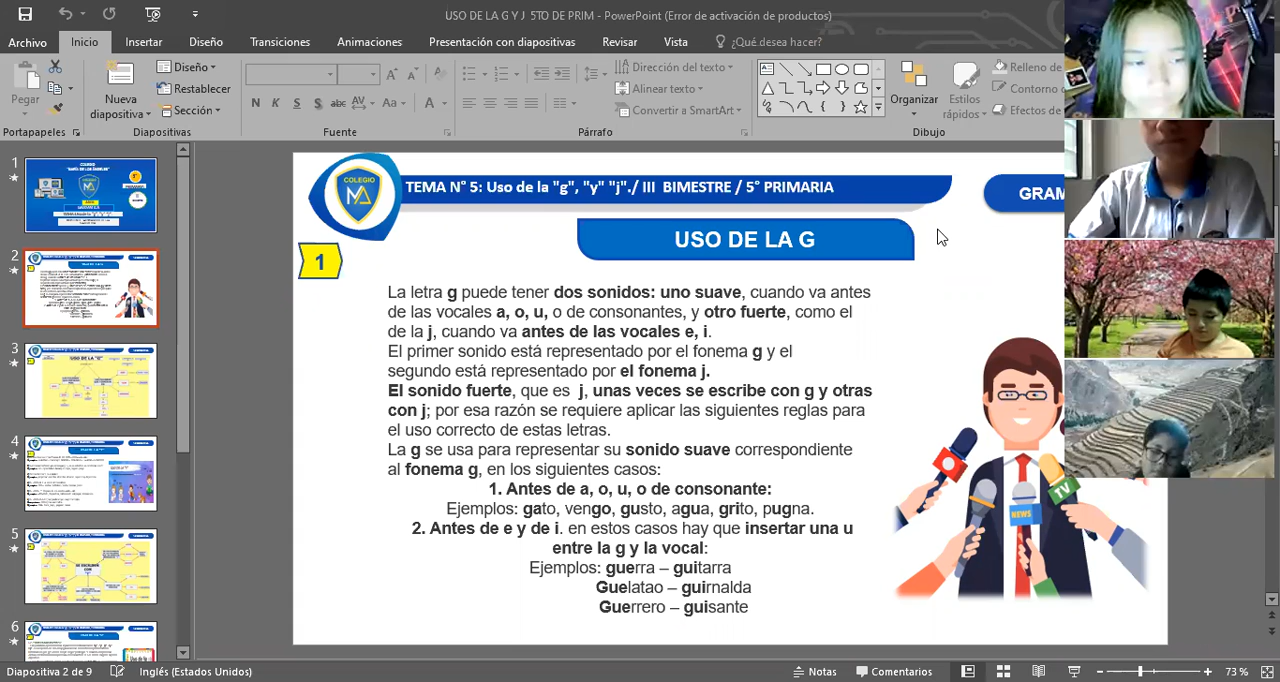 USO DE LA G Y J  5TO DE PRIM - PowerPoint (Error de activación de productos)
Archivo Inicio Insertar Diseño Transiciones Animaciones Presentación con diapositivas Revisar Vista ¿Qué desea hacer?
Pegar
Nueva diapositiva
Diseño
Restablecer
Sección
N K S S abc AV Aa A
Dirección del texto
Alinear texto
Convertir a SmartArt
Organizar
Estilos rápidos
Relleno de
Contorno
Efectos de
Portapapeles Diapositivas Fuente Párrafo Dibujo
1
2
3
4
5
6
COLEGIO
TEMA N° 5: Uso de la "g", "y" "j"./ III  BIMESTRE / 5° PRIMARIA
GRAM
USO DE LA G
1
La letra g puede tener dos sonidos: uno suave, cuando va antes
de las vocales a, o, u, o de consonantes, y otro fuerte, como el
de la j, cuando va antes de las vocales e, i.
El primer sonido está representado por el fonema g y el
segundo está representado por el fonema j.
El sonido fuerte, que es  j, unas veces se escribe con g y otras
con j; por esa razón se requiere aplicar las siguientes reglas para
el uso correcto de estas letras.
La g se usa para representar su sonido suave correspondiente
al fonema g, en los siguientes casos:
1. Antes de a, o, u, o de consonante:
Ejemplos: gato, vengo, gusto, agua, grito, pugna.
2. Antes de e y de i. en estos casos hay que insertar una u
entre la g y la vocal:
Ejemplos: guerra – guitarra
Guelatao – guirnalda
Guerrero – guisante
TV
NEWS
Diapositiva 2 de 9 Inglés (Estados Unidos) Notas Comentarios 73 %